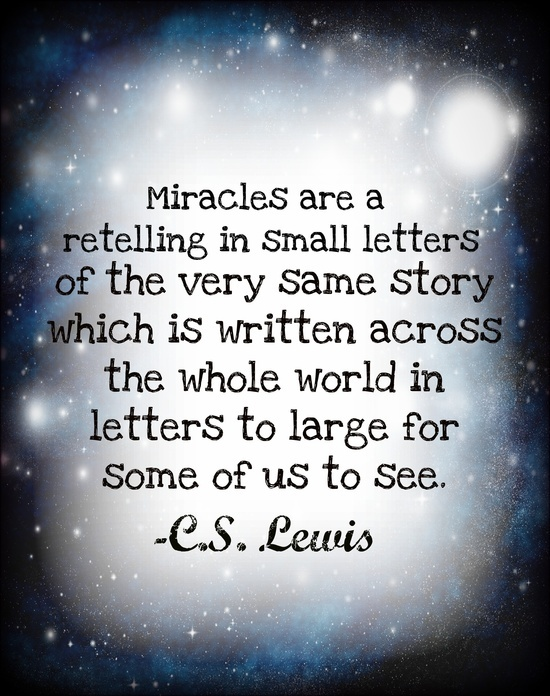 Miracles are a
retelling in small letters
of the very same story
which is written across
the whole world in
letters to large for
some of us to see.
-C.S. Lewis